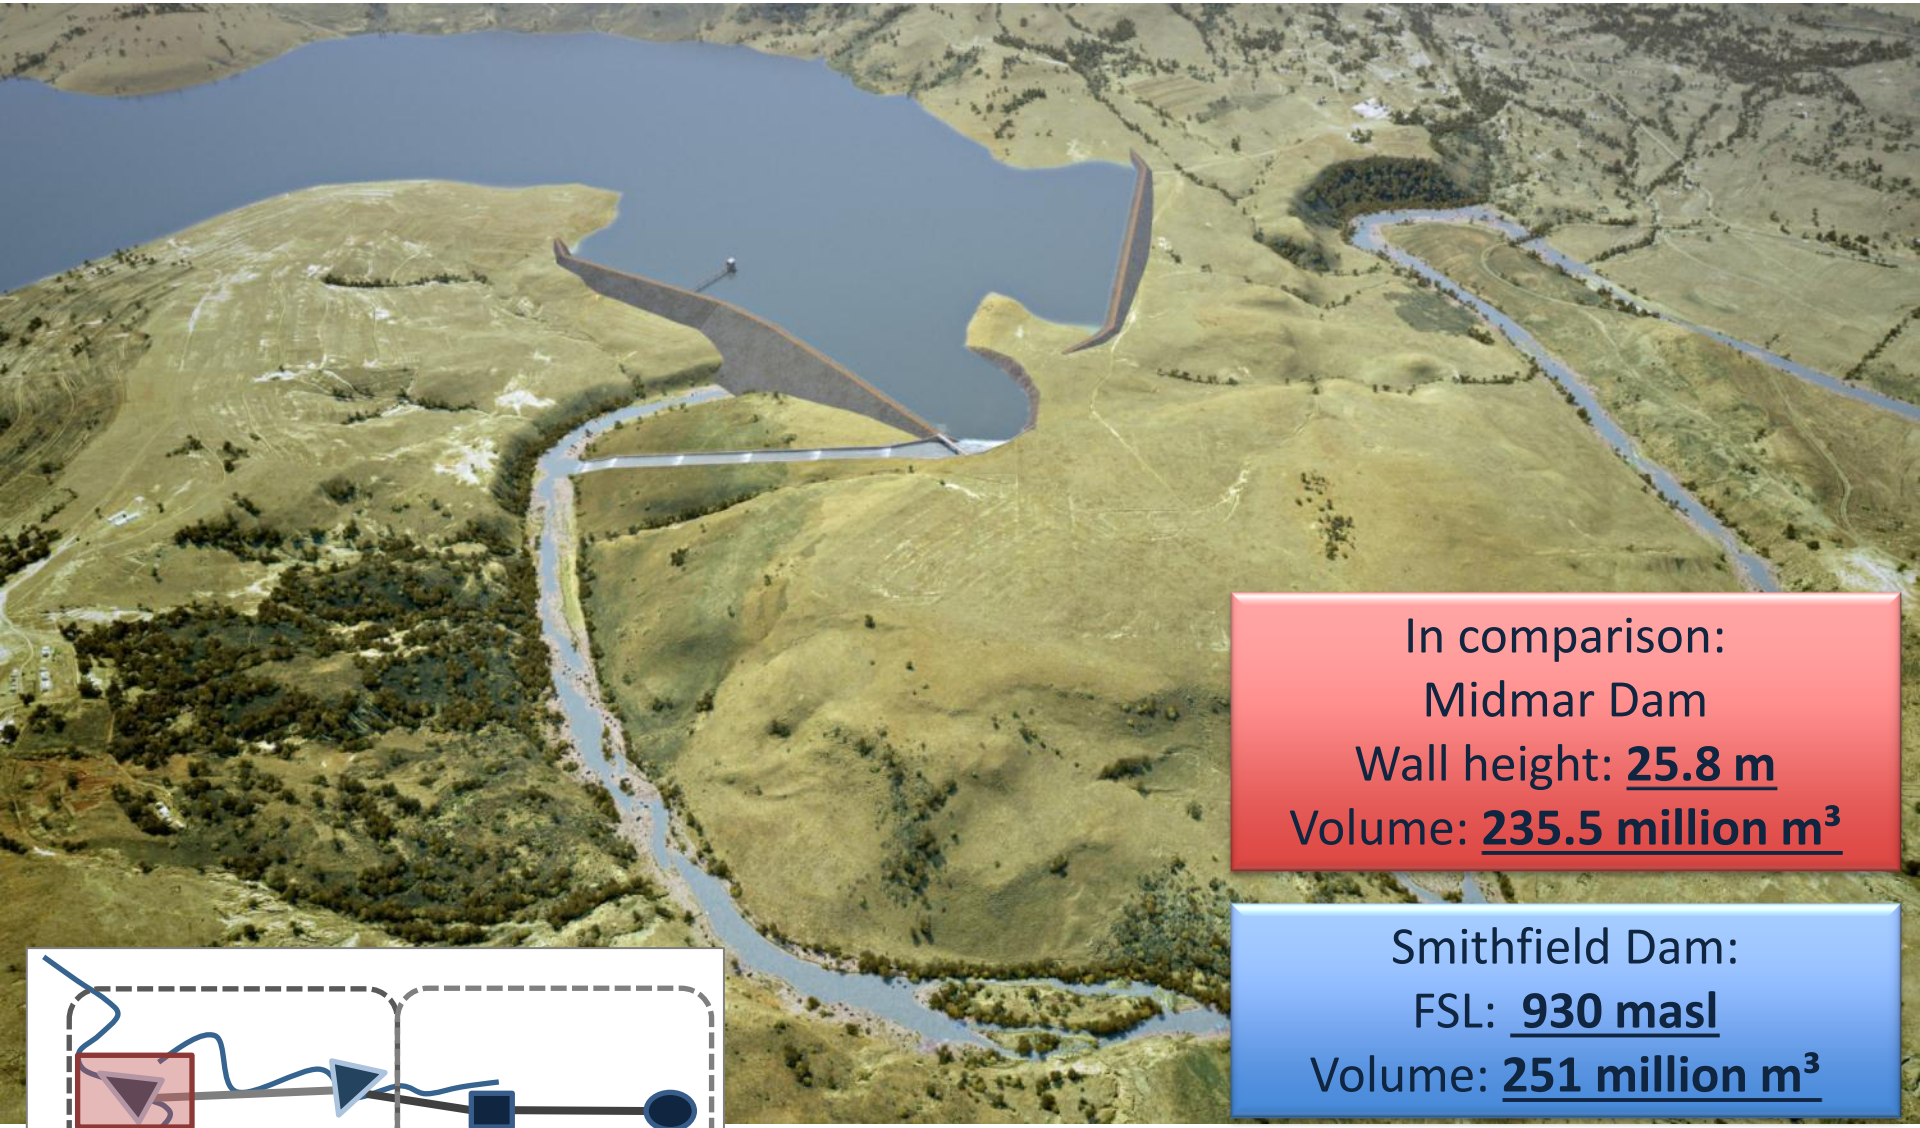 In comparison:
Midmar Dam
Wall height: 25.8 m
Volume: 235.5 million m³
Smithfield Dam:
FSL: 930 masl
Volume: 251 million m³